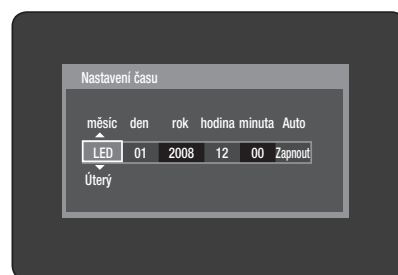 Nastavení času
měsíc den rok hodina minuta Auto
LED 01 2008 12 00 Zapnout
Úterý